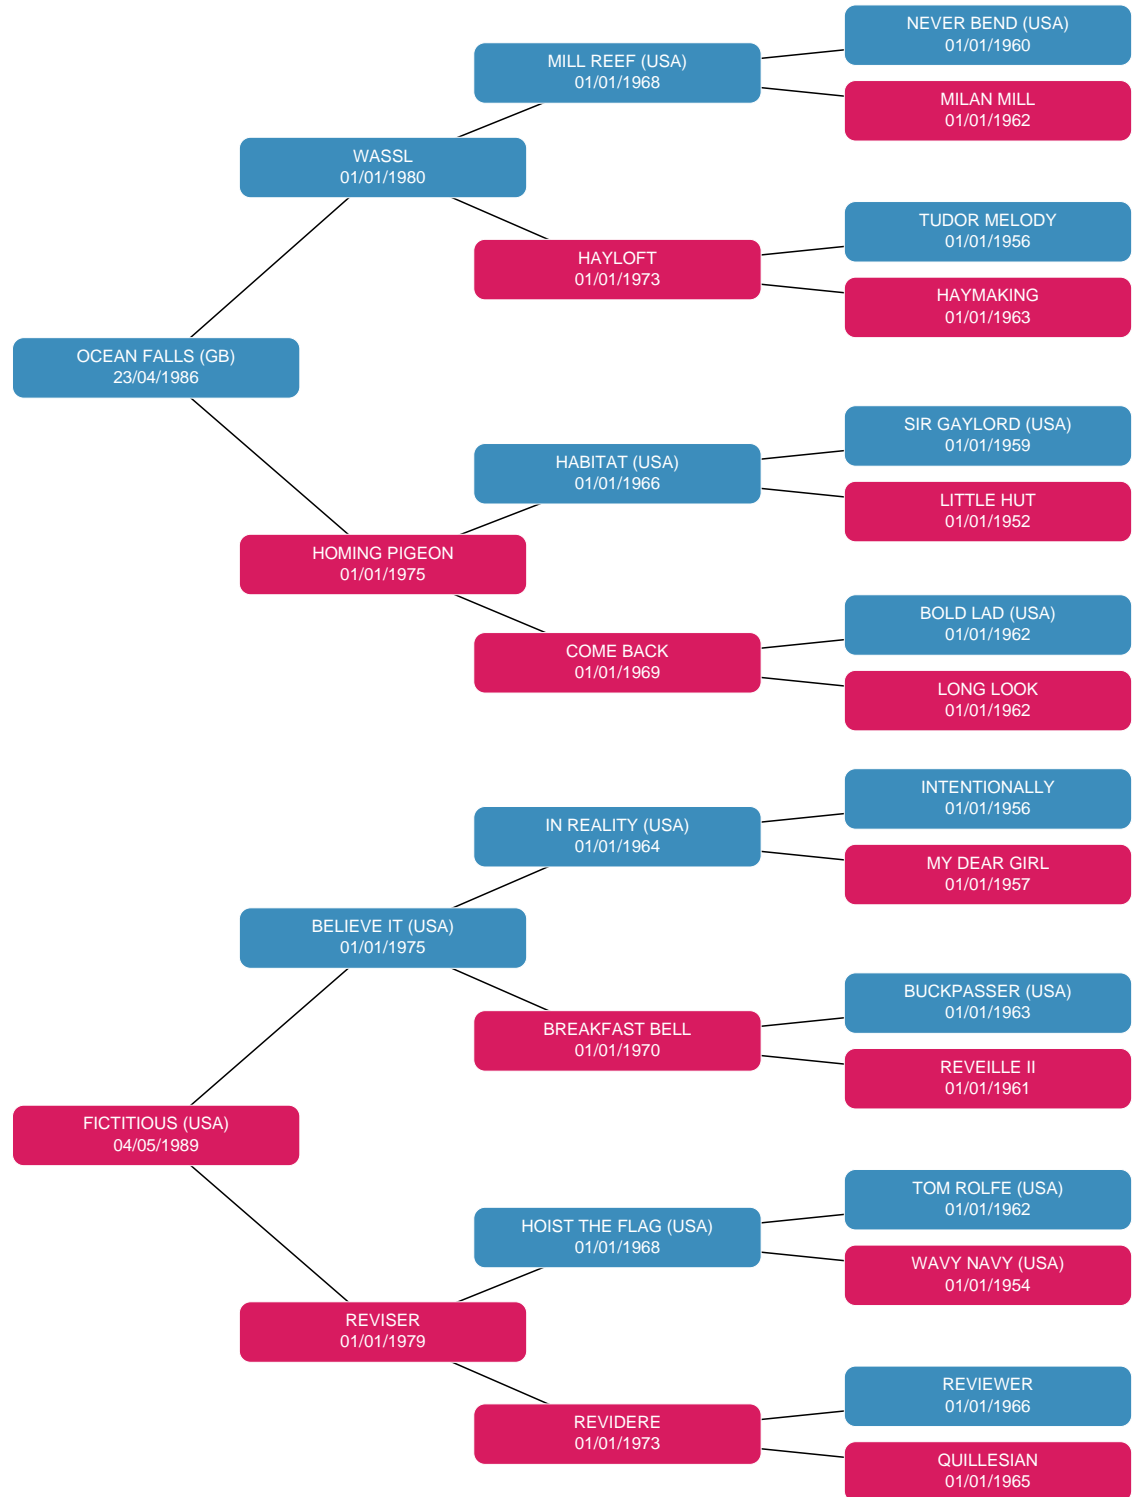 NEVER BEND (USA)
01/01/1960
MILL REEF (USA)
01/01/1968
MILAN MILL
01/01/1962
WASSL
01/01/1980
TUDOR MELODY
01/01/1956
HAYLOFT
01/01/1973
HAYMAKING
01/01/1963
OCEAN FALLS (GB)
23/04/1986
SIR GAYLORD (USA)
01/01/1959
HABITAT (USA)
01/01/1966
LITTLE HUT
01/01/1952
HOMING PIGEON
01/01/1975
BOLD LAD (USA)
01/01/1962
COME BACK
01/01/1969
LONG LOOK
01/01/1962
INTENTIONALLY
01/01/1956
IN REALITY (USA)
01/01/1964
MY DEAR GIRL
01/01/1957
BELIEVE IT (USA)
01/01/1975
BUCKPASSER (USA)
01/01/1963
BREAKFAST BELL
01/01/1970
REVEILLE II
01/01/1961
FICTITIOUS (USA)
04/05/1989
TOM ROLFE (USA)
01/01/1962
HOIST THE FLAG (USA)
01/01/1968
WAVY NAVY (USA)
01/01/1954
REVISER
01/01/1979
REVIEWER
01/01/1966
REVIDERE
01/01/1973
QUILLESIAN
01/01/1965